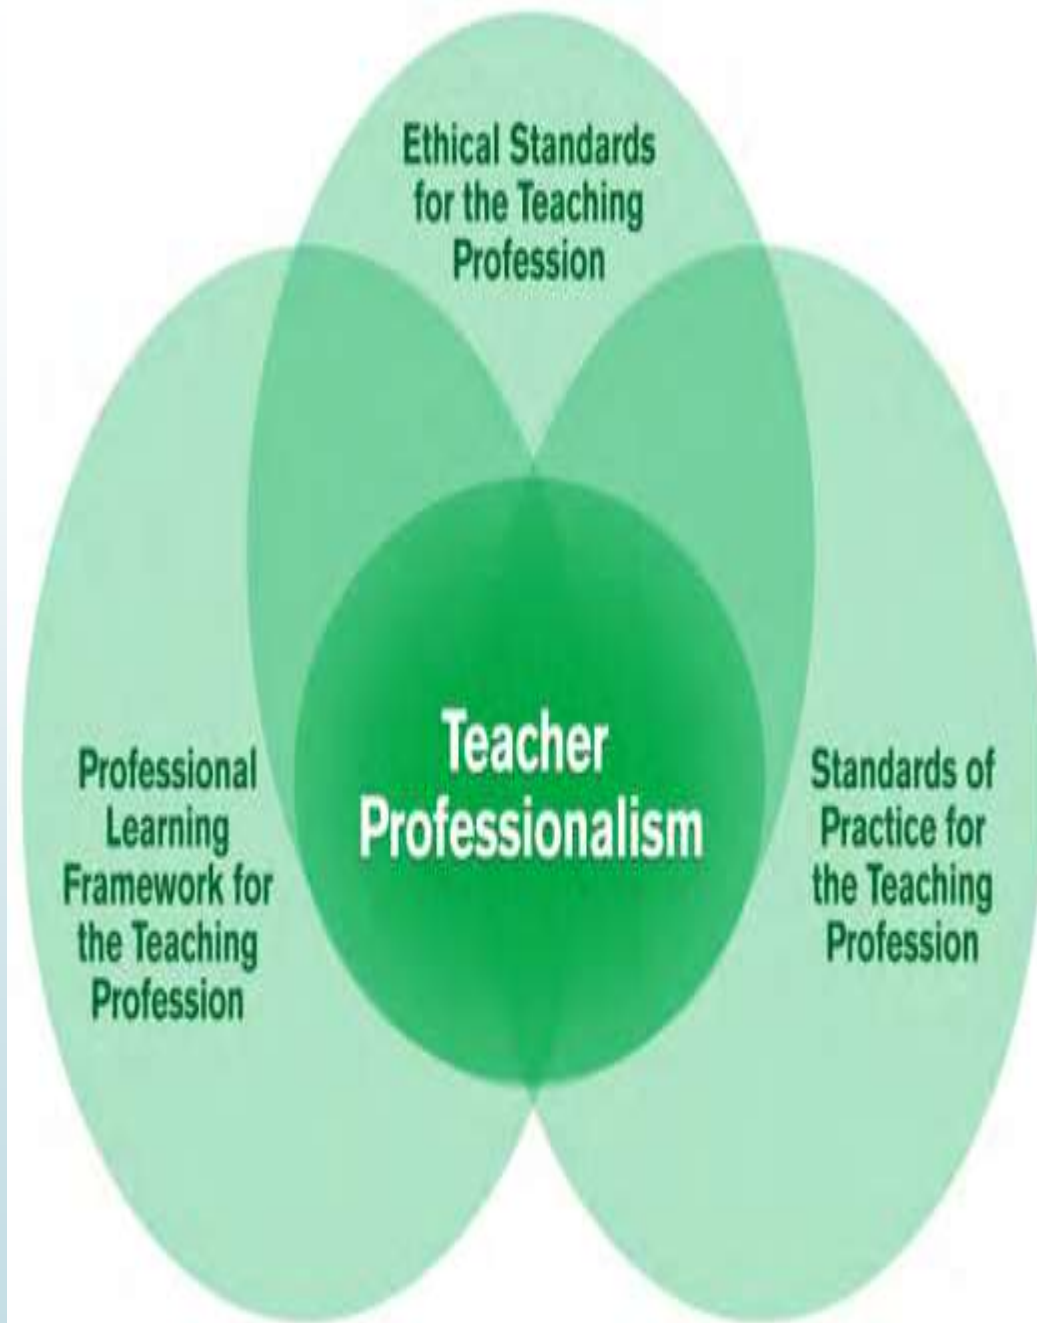 Ethical Standards
for the Teaching
Profession
Professional
Learning
Framework for
the Teaching
Profession
Teacher
Professionalism
Standards of
Practice for
the Teaching
Profession